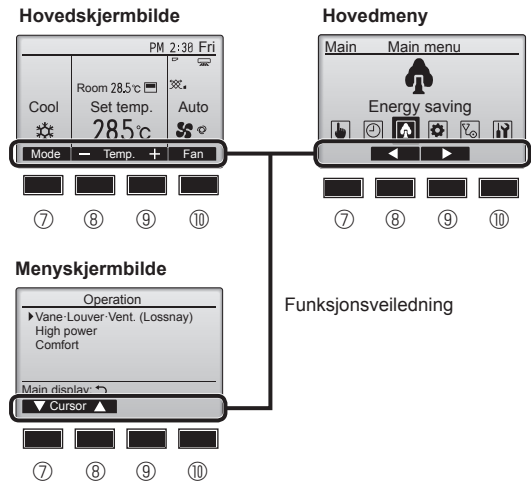 Hovedskjermbilde
PM 2:30 Fri
Room 28.5°C
Cool Set temp. Auto
28.5°C
Mode − Temp. + Fan
⑦ ⑧ ⑨ ⑩
Hovedmeny
Main Main menu
Energy saving
⑦ ⑧ ⑨ ⑩
Menyskjermbilde
Operation
Vane·Louver·Vent. (Lossnay)
High power
Comfort
Main display:
Cursor
⑦ ⑧ ⑨ ⑩
Funksjonsveiledning